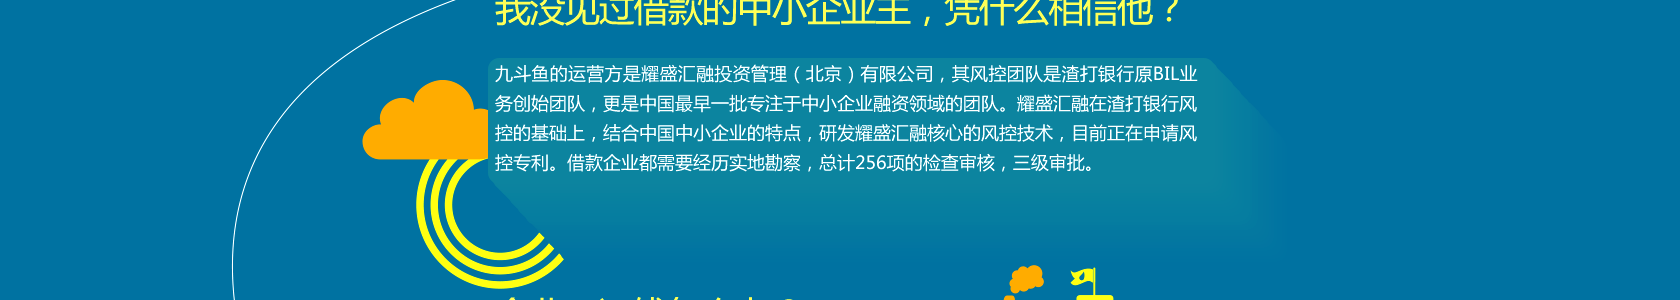 我没见过借款的中小企业主，凭什么相信他？
九斗鱼的运营方是耀盛汇融投资管理（北京）有限公司，其风控团队是渣打银行原BIL业
务创始团队，更是中国最早一批专注于中小企业融资领域的团队。耀盛汇融在渣打银行风
控的基础上，结合中国中小企业的特点，研发耀盛汇融核心的风控技术，目前正在申请风
控专利。借款企业都需要经历实地勘察，总计256项的检查审核，三级审批。